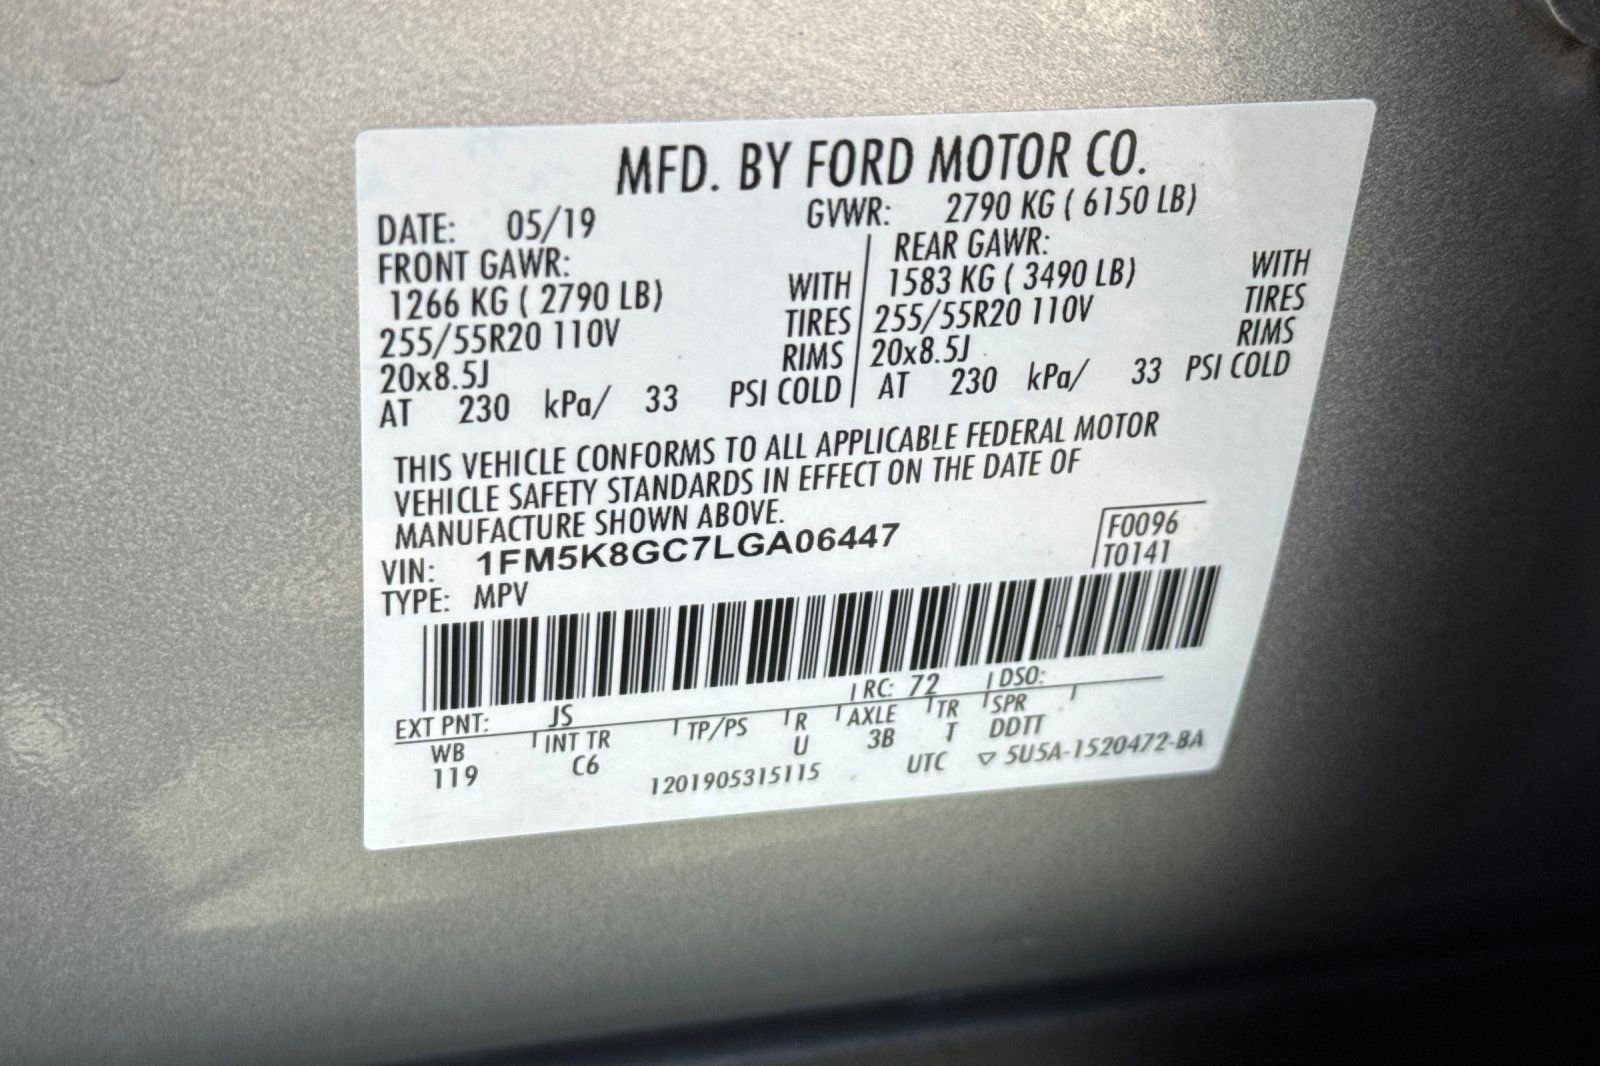 MFD. BY FORD MOTOR CO.
DATE: 05/19 GVWR: 2790 KG ( 6150 LB)
FRONT GAWR: REAR GAWR:
1266 KG ( 2790 LB) WITH 1583 KG ( 3490 LB) WITH
255/55R20 110V TIRES 255/55R20 110V TIRES
20x8.5J RIMS 20x8.5J RIMS
AT 230 kPa/ 33 PSI COLD AT 230 kPa/ 33 PSI COLD
THIS VEHICLE CONFORMS TO ALL APPLICABLE FEDERAL MOTOR
VEHICLE SAFETY STANDARDS IN EFFECT ON THE DATE OF
MANUFACTURE SHOWN ABOVE.
VIN: 1FM5K8GC7LGA06447 F0096
TYPE: MPV T0141
EXT PNT: JS RC: 72 DSO:
WB INT TR TP/PS R AXLE TR SPR
119 C6 U 3B T DDTT
1201905315115 UTC ▽ 5U5A-1520472-BA